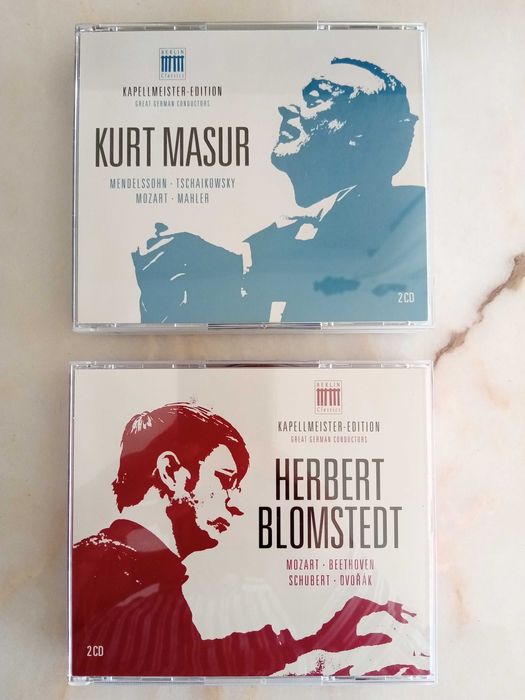 BERLIN
Classics
KAPELLMEISTER-EDITION
GREAT GERMAN CONDUCTORS
KURT MASUR
MENDELSSOHN · TSCHAIKOWSKY
MOZART · MAHLER
2CD
BERLIN
Classics
KAPELLMEISTER-EDITION
GREAT GERMAN CONDUCTORS
HERBERT
BLOMSTEDT
MOZART · BEETHOVEN
SCHUBERT · DVOŘÁK
2CD